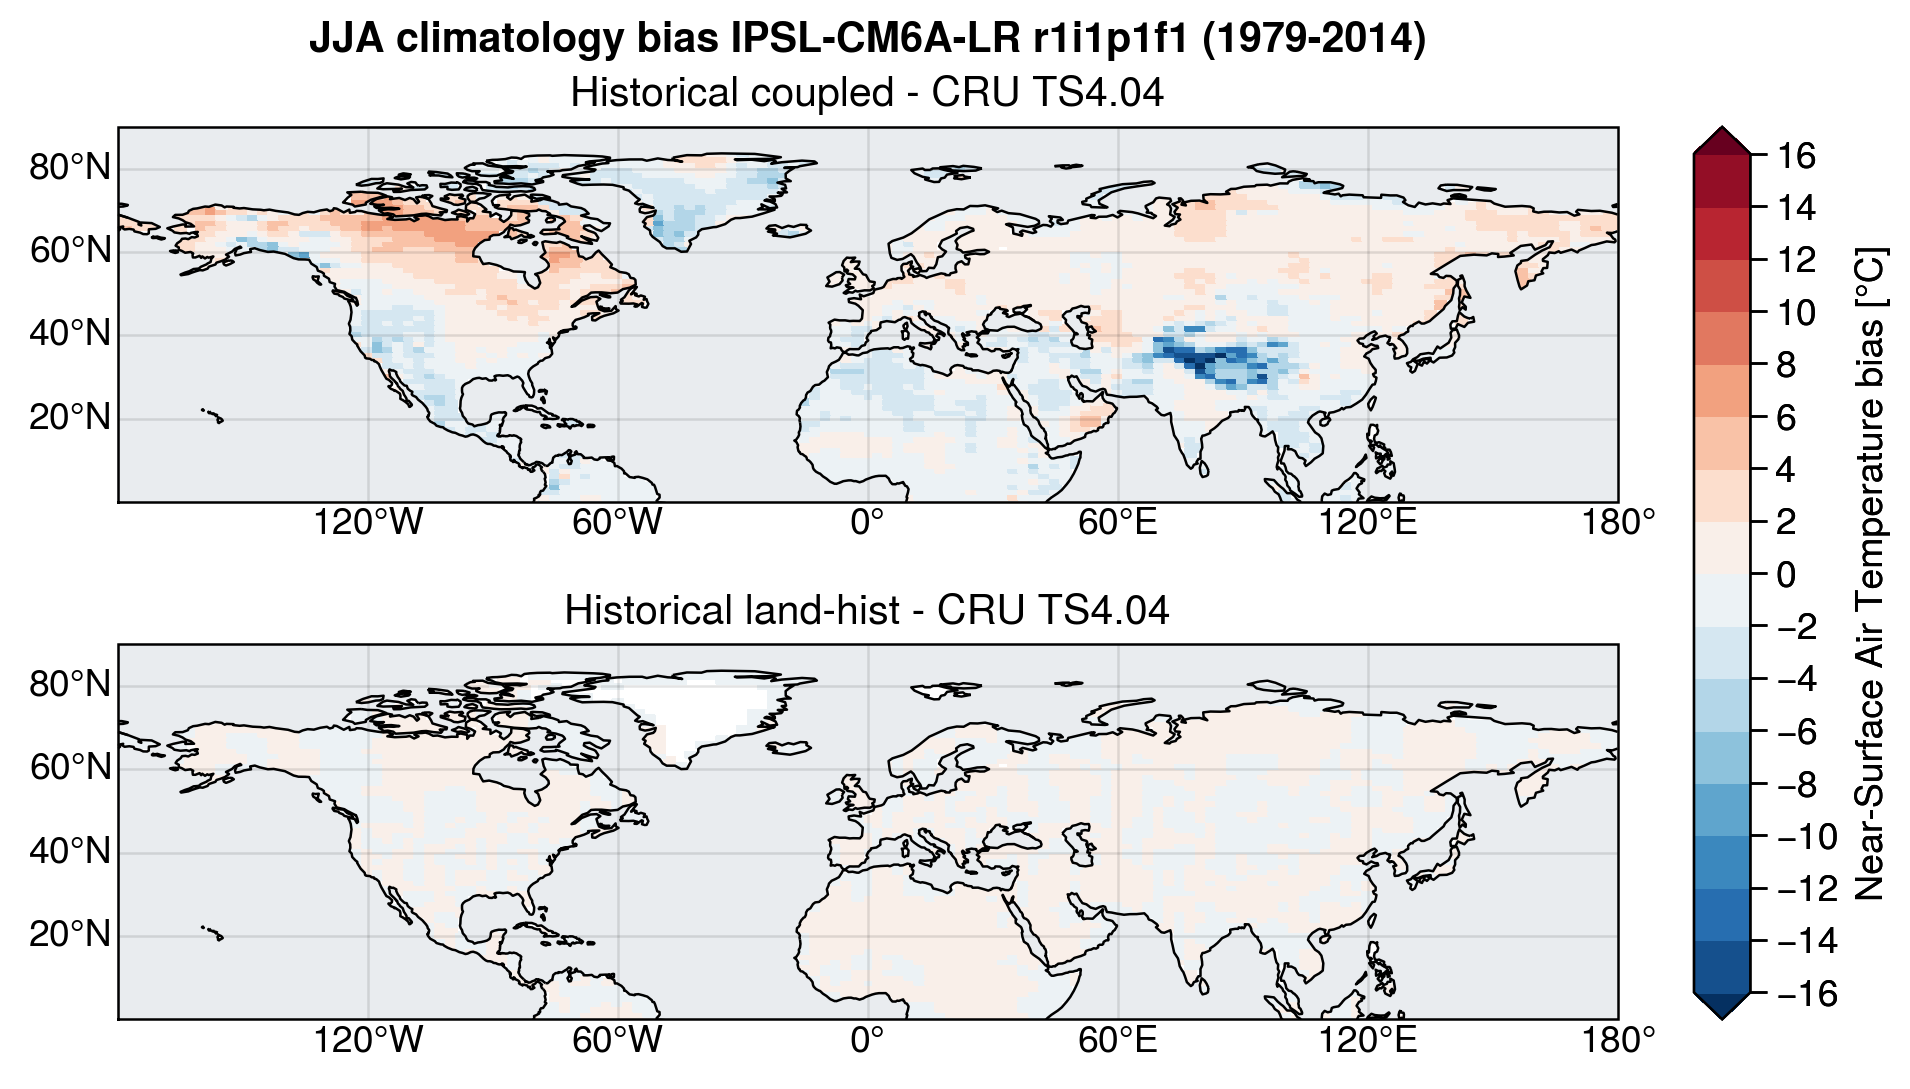 JJA climatology bias IPSL-CM6A-LR r1i1p1f1 (1979-2014)
Historical coupled - CRU TS4.04
80°N
60°N
40°N
20°N
120°W 60°W 0° 60°E 120°E 180°
Historical land-hist - CRU TS4.04
80°N
60°N
40°N
20°N
120°W 60°W 0° 60°E 120°E 180°
16
14
12
10
8
6
4
2
0
−2
−4
−6
−8
−10
−12
−14
−16
Near-Surface Air Temperature bias [°C]